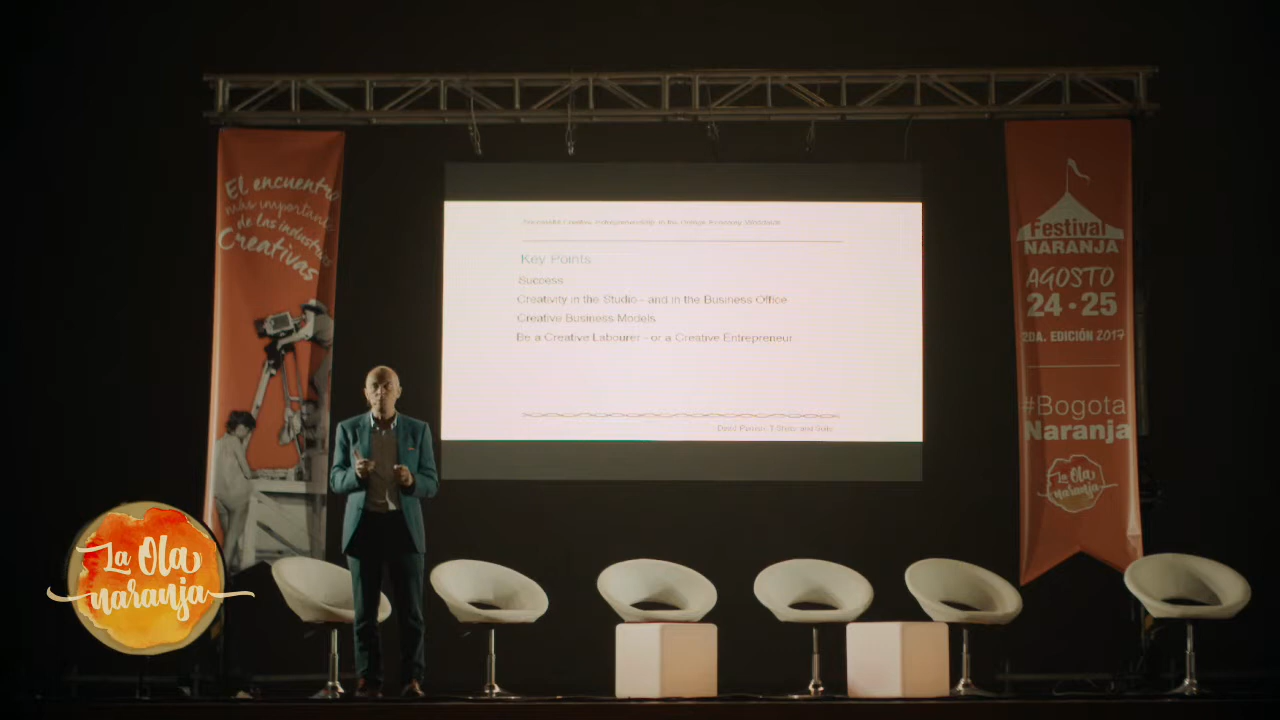 El encuentro
más importante
de las industrias
Creativas
Key Points
Success
Creativity in the Studio - and in the Business Office
Creative Business Models
Be a Creative Labourer - or a Creative Entrepreneur
Festival
NARANJA
AGOSTO
24 · 25
2DA. EDICIÓN 2017
#Bogota
Naranja
La Ola
naranja
La Ola
naranja